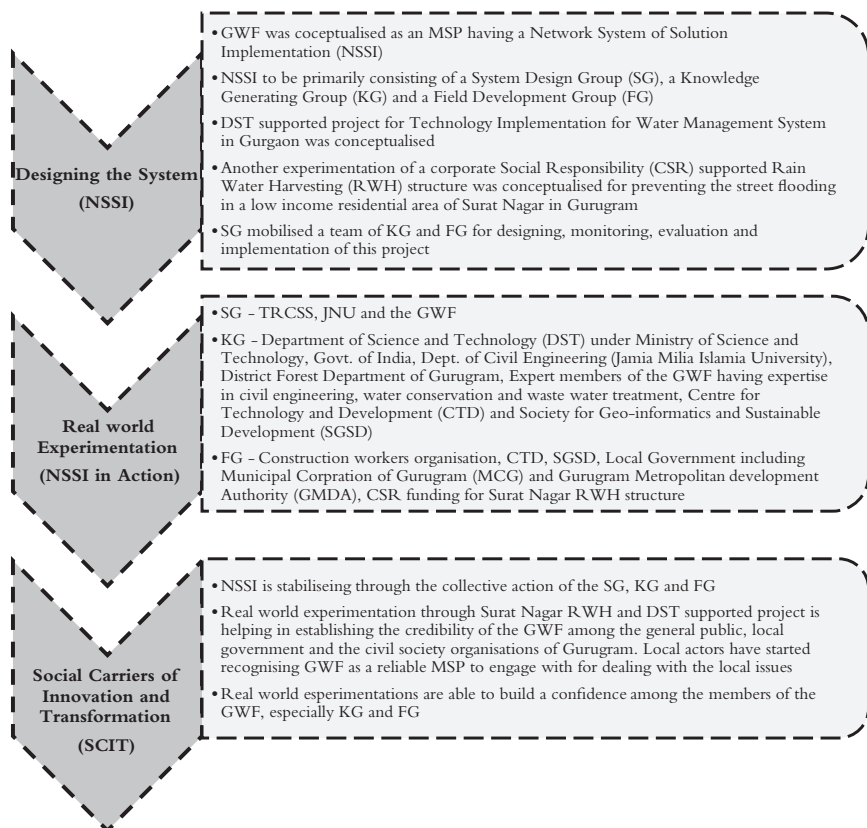 • GWF was coceptualised as an MSP having a Network System of Solution
Implementation (NSSI)
• NSSI to be primarily consisting of a System Design Group (SG), a Knowledge
Generating Group (KG) and a Field Development Group (FG)
• DST supported project for Technology Implementation for Water Management System
in Gurgaon was conceptualised
• Another experimentation of a corporate Social Responsibility (CSR) supported Rain
Water Harvesting (RWH) structure was conceptualised for preventing the street flooding
in a low income residential area of Surat Nagar in Gurugram
• SG mobilised a team of KG and FG for designing, monitoring, evaluation and
implementation of this project
Designing the System
(NSSI)
• SG - TRCSS, JNU and the GWF
• KG - Department of Science and Technology (DST) under Ministry of Science and
Technology, Govt. of India, Dept. of Civil Engineering (Jamia Milia Islamia University),
District Forest Department of Gurugram, Expert members of the GWF having expertise
in civil engineering, water conservation and waste water treatment, Centre for
Technology and Development (CTD) and Society for Geo-informatics and Sustainable
Development (SGSD)
• FG - Construction workers organisation, CTD, SGSD, Local Government including
Municipal Corpration of Gurugram (MCG) and Gurugram Metropolitan development
Authority (GMDA), CSR funding for Surat Nagar RWH structure
Real world
Experimentation
(NSSI in Action)
• NSSI is stabiliseing through the collective action of the SG, KG and FG
• Real world experimentation through Surat Nagar RWH and DST supported project is
helping in establishing the credibility of the GWF among the general public, local
government and the civil society organisations of Gurugram. Local actors have started
recognising GWF as a reliable MSP to engage with for dealing with the local issues
• Real world esperimentations are able to build a confidence among the members of the
GWF, especially KG and FG
Social Carriers of
Innovation and
Transformation
(SCIT)